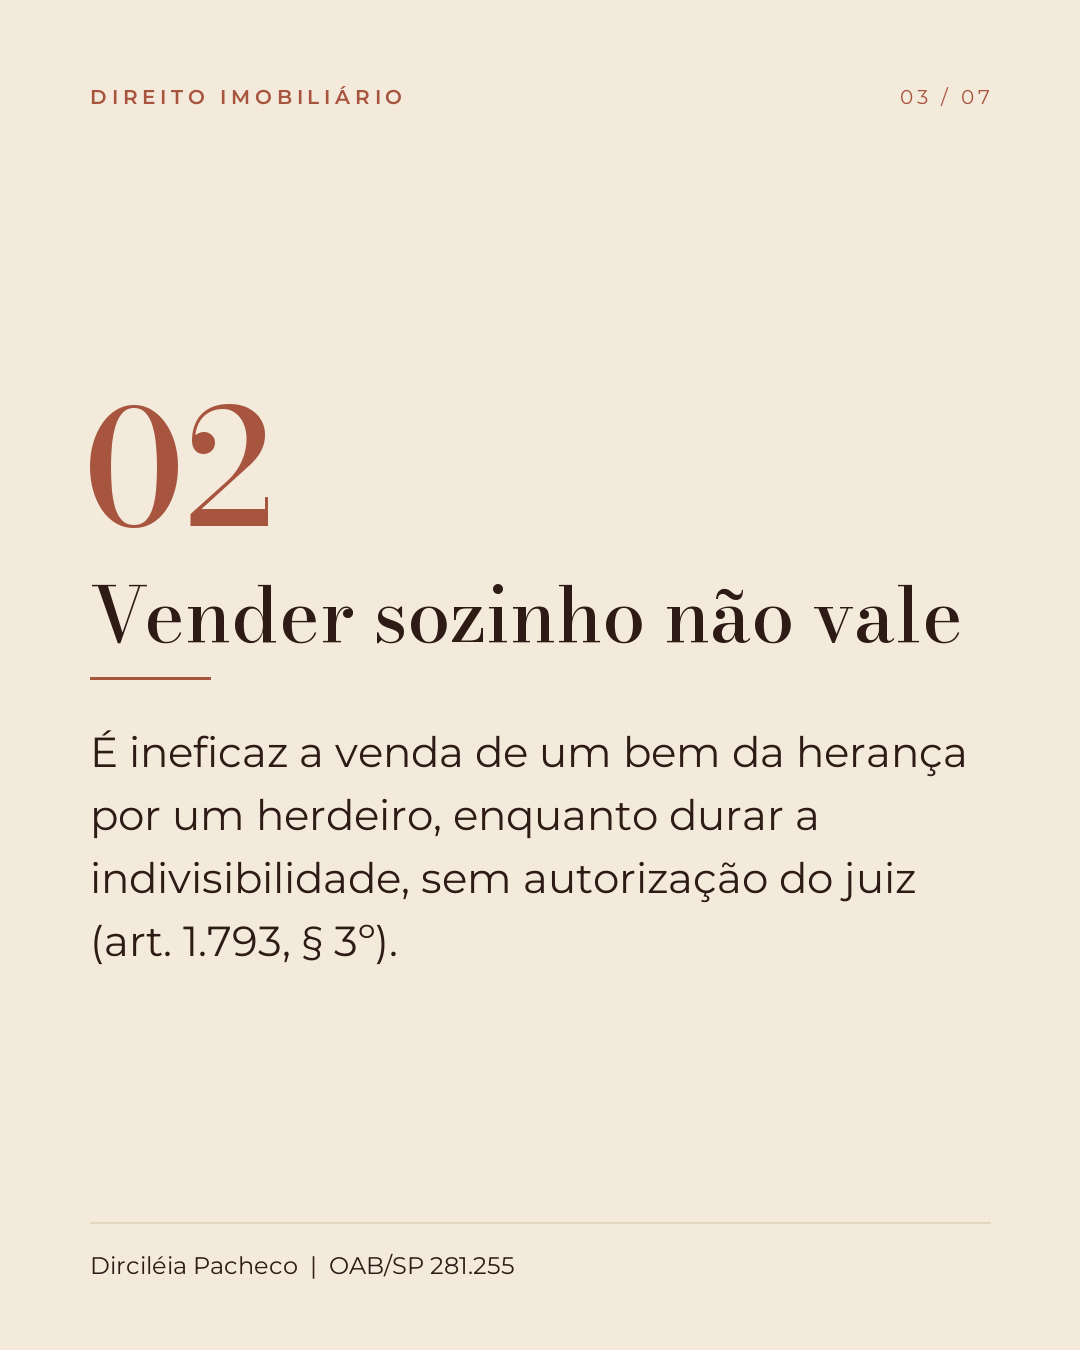 DIREITO IMOBILIÁRIO
03 / 07
02
Vender sozinho não vale
É ineficaz a venda de um bem da herança
por um herdeiro, enquanto durar a
indivisibilidade, sem autorização do juiz
(art. 1.793, § 3º).
Dirciléia Pacheco | OAB/SP 281.255